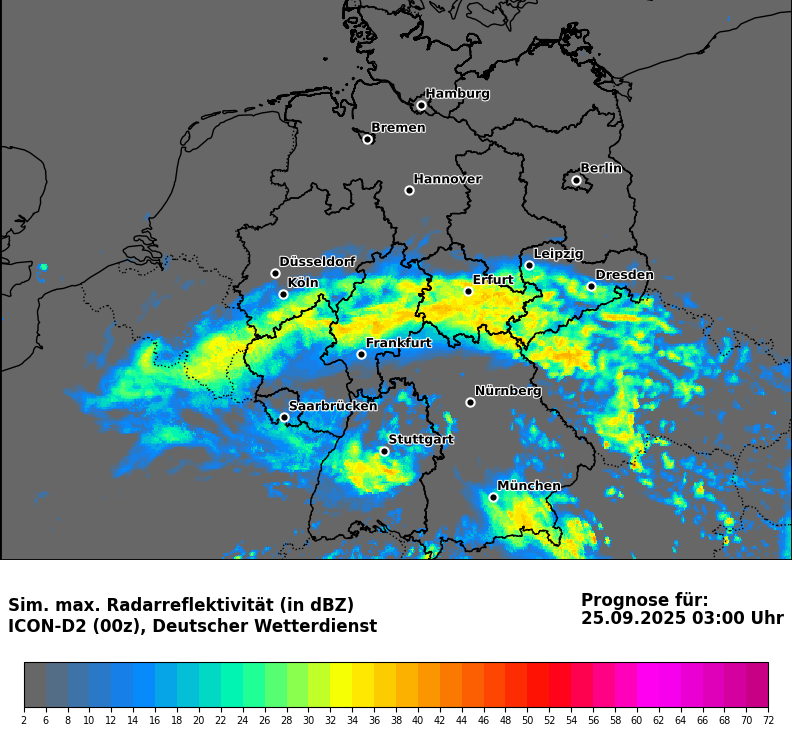 Hamburg
Bremen
Berlin
Hannover
Leipzig
Düsseldorf
Dresden
Köln
Erfurt
Frankfurt
Nürnberg
Saarbrücken
Stuttgart
München
Sim. max. Radarreflektivität (in dBZ)
ICON-D2 (00z), Deutscher Wetterdienst
Prognose für:
25.09.2025 03:00 Uhr
2 6 8 10 12 14 16 18 20 22 24 26 28 30 32 34 36 38 40 42 44 46 48 50 52 54 56 58 60 62 64 66 68 70 72